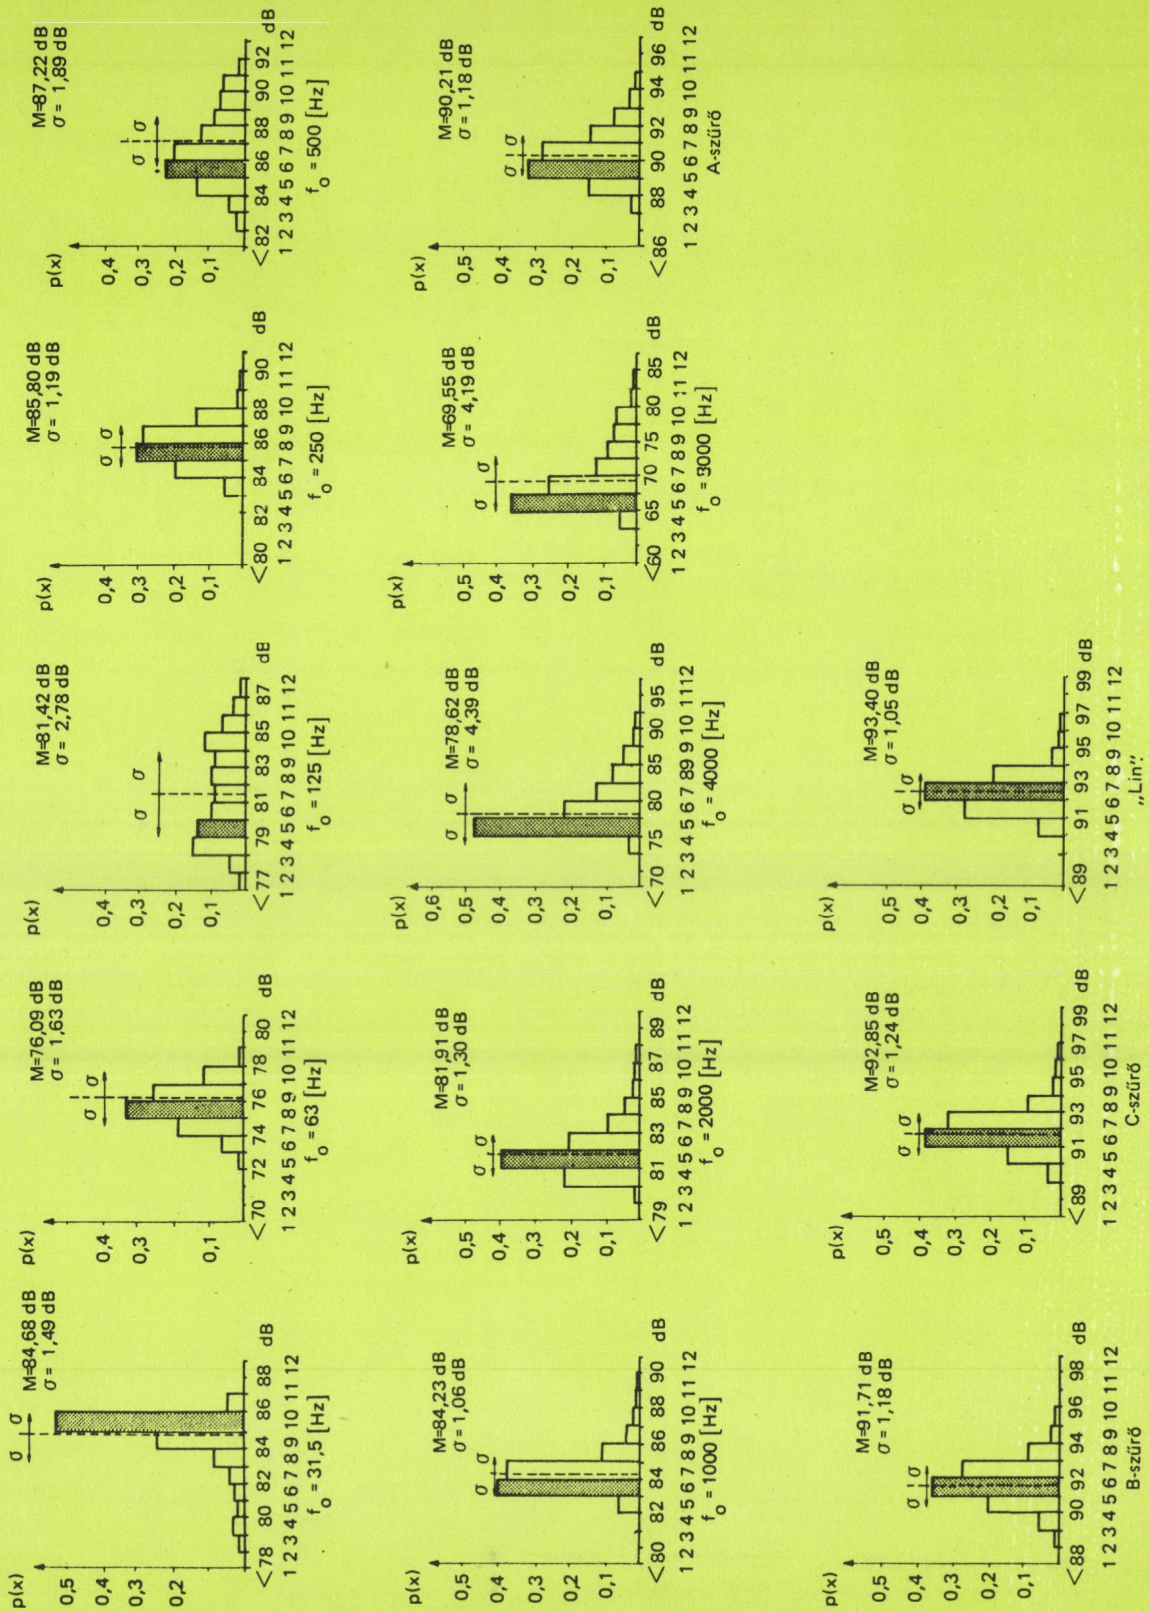 p(x)
0,5
0,4
0,3
0,2
M=84,68 dB
σ = 1,49 dB
σ σ
<78 80 82 84 86 88 dB
1 2 3 4 5 6 7 8 9 10 11 12
fo = 31,5 [Hz]
p(x)
0,4
0,3
0,1
M=76,09 dB
σ = 1,63 dB
σ σ
<70 72 74 76 78 80 dB
1 2 3 4 5 6 7 8 9 10 11 12
fo = 63 [Hz]
p(x)
0,4
0,3
0,2
0,1
M=81,42 dB
σ = 2,78 dB
σ σ
<77 79 81 83 85 87 dB
1 2 3 4 5 6 7 8 9 10 11 12
fo = 125 [Hz]
p(x)
0,4
0,3
0,2
0,1
M=85,80 dB
σ = 1,19 dB
σ σ
<80 82 84 86 88 90 dB
1 2 3 4 5 6 7 8 9 10 11 12
fo = 250 [Hz]
p(x)
0,4
0,3
0,2
0,1
M=87,22 dB
σ = 1,89 dB
σ σ
<82 84 86 88 90 92 dB
1 2 3 4 5 6 7 8 9 10 11 12
fo = 500 [Hz]
p(x)
0,5
0,4
0,3
0,2
0,1
M=84,23 dB
σ = 1,06 dB
σ σ
<80 82 84 86 88 90 dB
1 2 3 4 5 6 7 8 9 10 11 12
fo = 1000 [Hz]
p(x)
0,5
0,4
0,3
0,2
0,1
M=81,91 dB
σ = 1,30 dB
σ σ
<79 81 83 85 87 89 dB
1 2 3 4 5 6 7 8 9 10 11 12
fo = 2000 [Hz]
p(x)
0,6
0,5
0,4
0,3
0,2
0,1
M=78,62 dB
σ = 4,39 dB
σ σ
<70 75 80 85 90 95 dB
1 2 3 4 5 6 7 8 9 10 11 12
fo = 4000 [Hz]
p(x)
0,5
0,4
0,3
0,2
0,1
M=69,55 dB
σ = 4,19 dB
σ σ
<60 65 70 75 80 85 dB
1 2 3 4 5 6 7 8 9 10 11 12
fo = [Hz]
p(x)
0,5
0,4
0,3
0,2
0,1
M=90,21 dB
σ = 1,18 dB
σ σ
<86 88 90 92 94 96 dB
1 2 3 4 5 6 7 8 9 10 11 12
A-szűrő
p(x)
0,5
0,4
0,3
0,2
0,1
M=91,71 dB
σ = 1,18 dB
σ σ
<88 90 92 94 96 98 dB
1 2 3 4 5 6 7 8 9 10 11 12
B-szűrő
p(x)
0,5
0,4
0,3
0,2
0,1
M=92,85 dB
σ = 1,24 dB
σ σ
<89 91 93 95 97 99 dB
1 2 3 4 5 6 7 8 9 10 11 12
C-szűrő
p(x)
0,5
0,4
0,3
0,2
0,1
M=93,40 dB
σ = 1,05 dB
σ σ
<89 91 93 95 97 99 dB
1 2 3 4 5 6 7 8 9 10 11 12
„Lin”